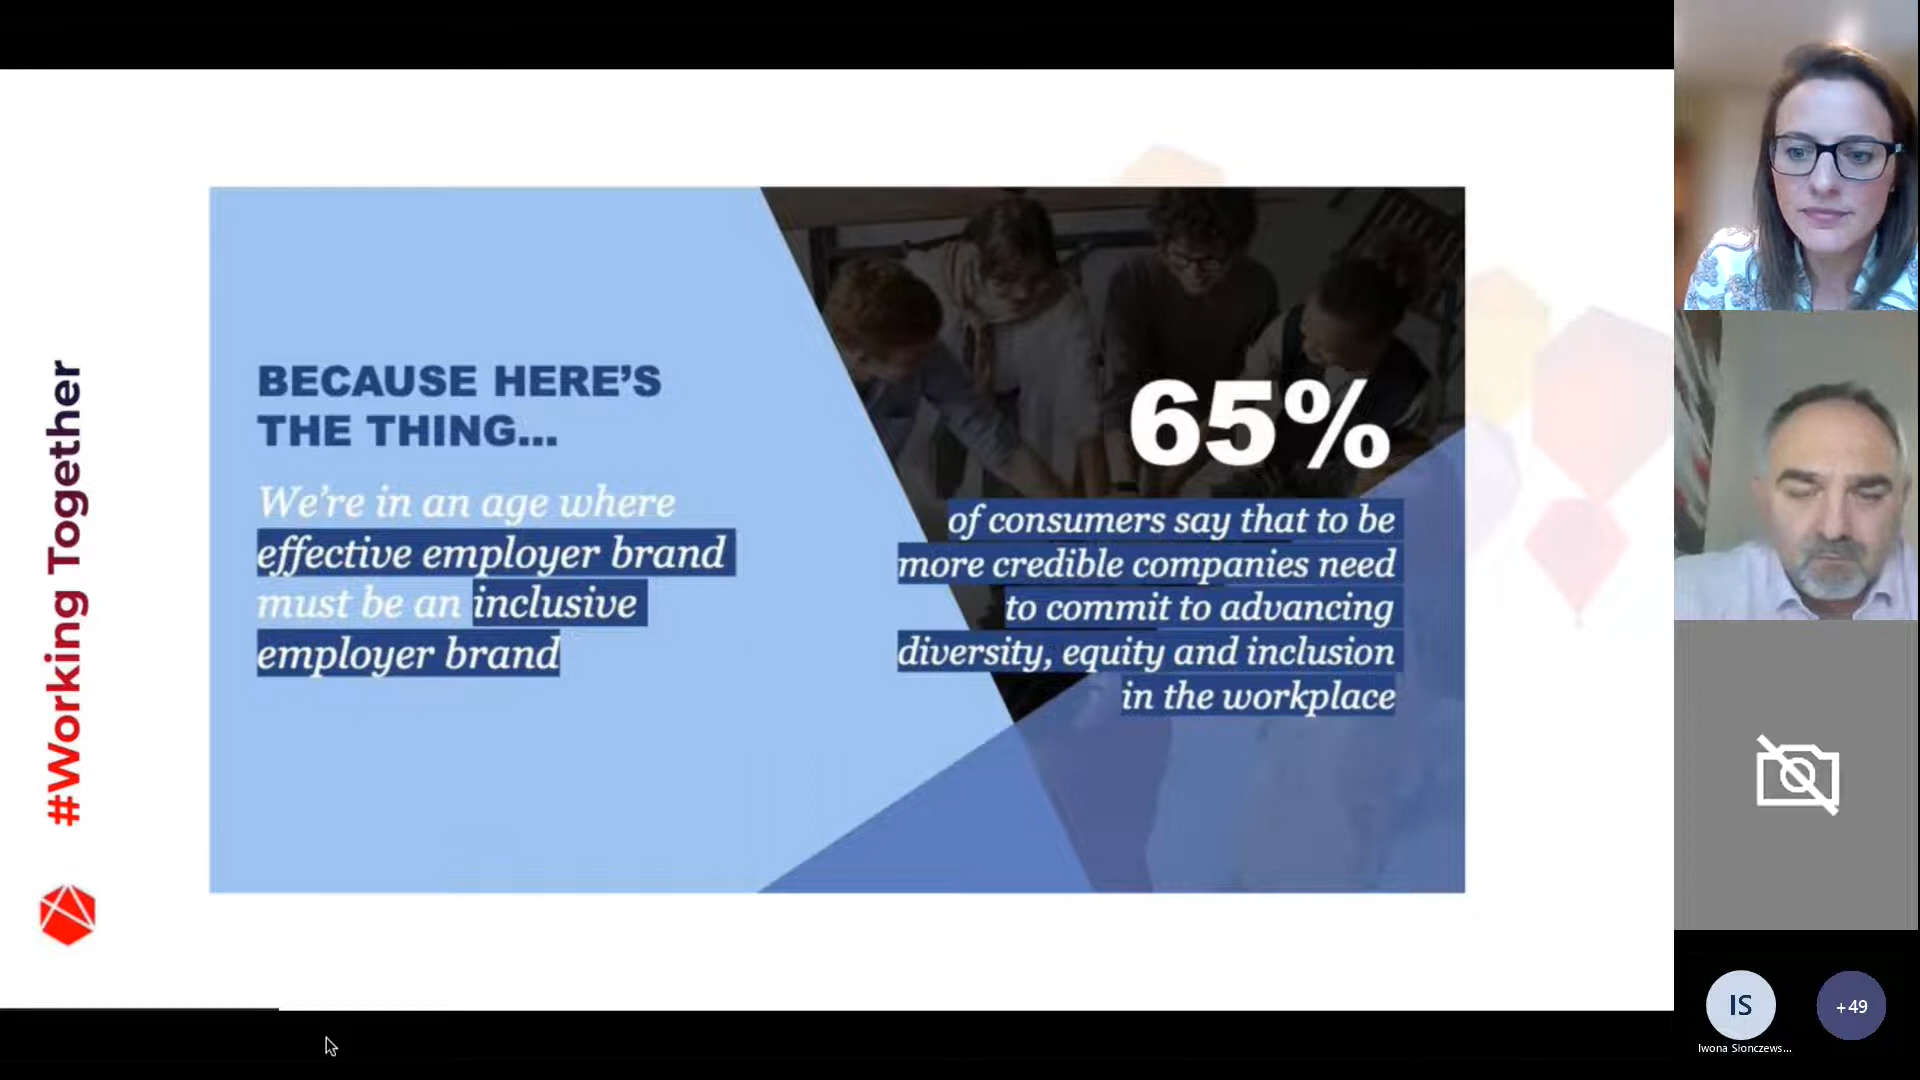 #Working Together
BECAUSE HERE’S
THE THING...
We’re in an age where
effective employer brand
must be an inclusive
employer brand
65%
of consumers say that to be
more credible companies need
to commit to advancing
diversity, equity and inclusion
in the workplace
IS
+49
Iwona Sionczews...